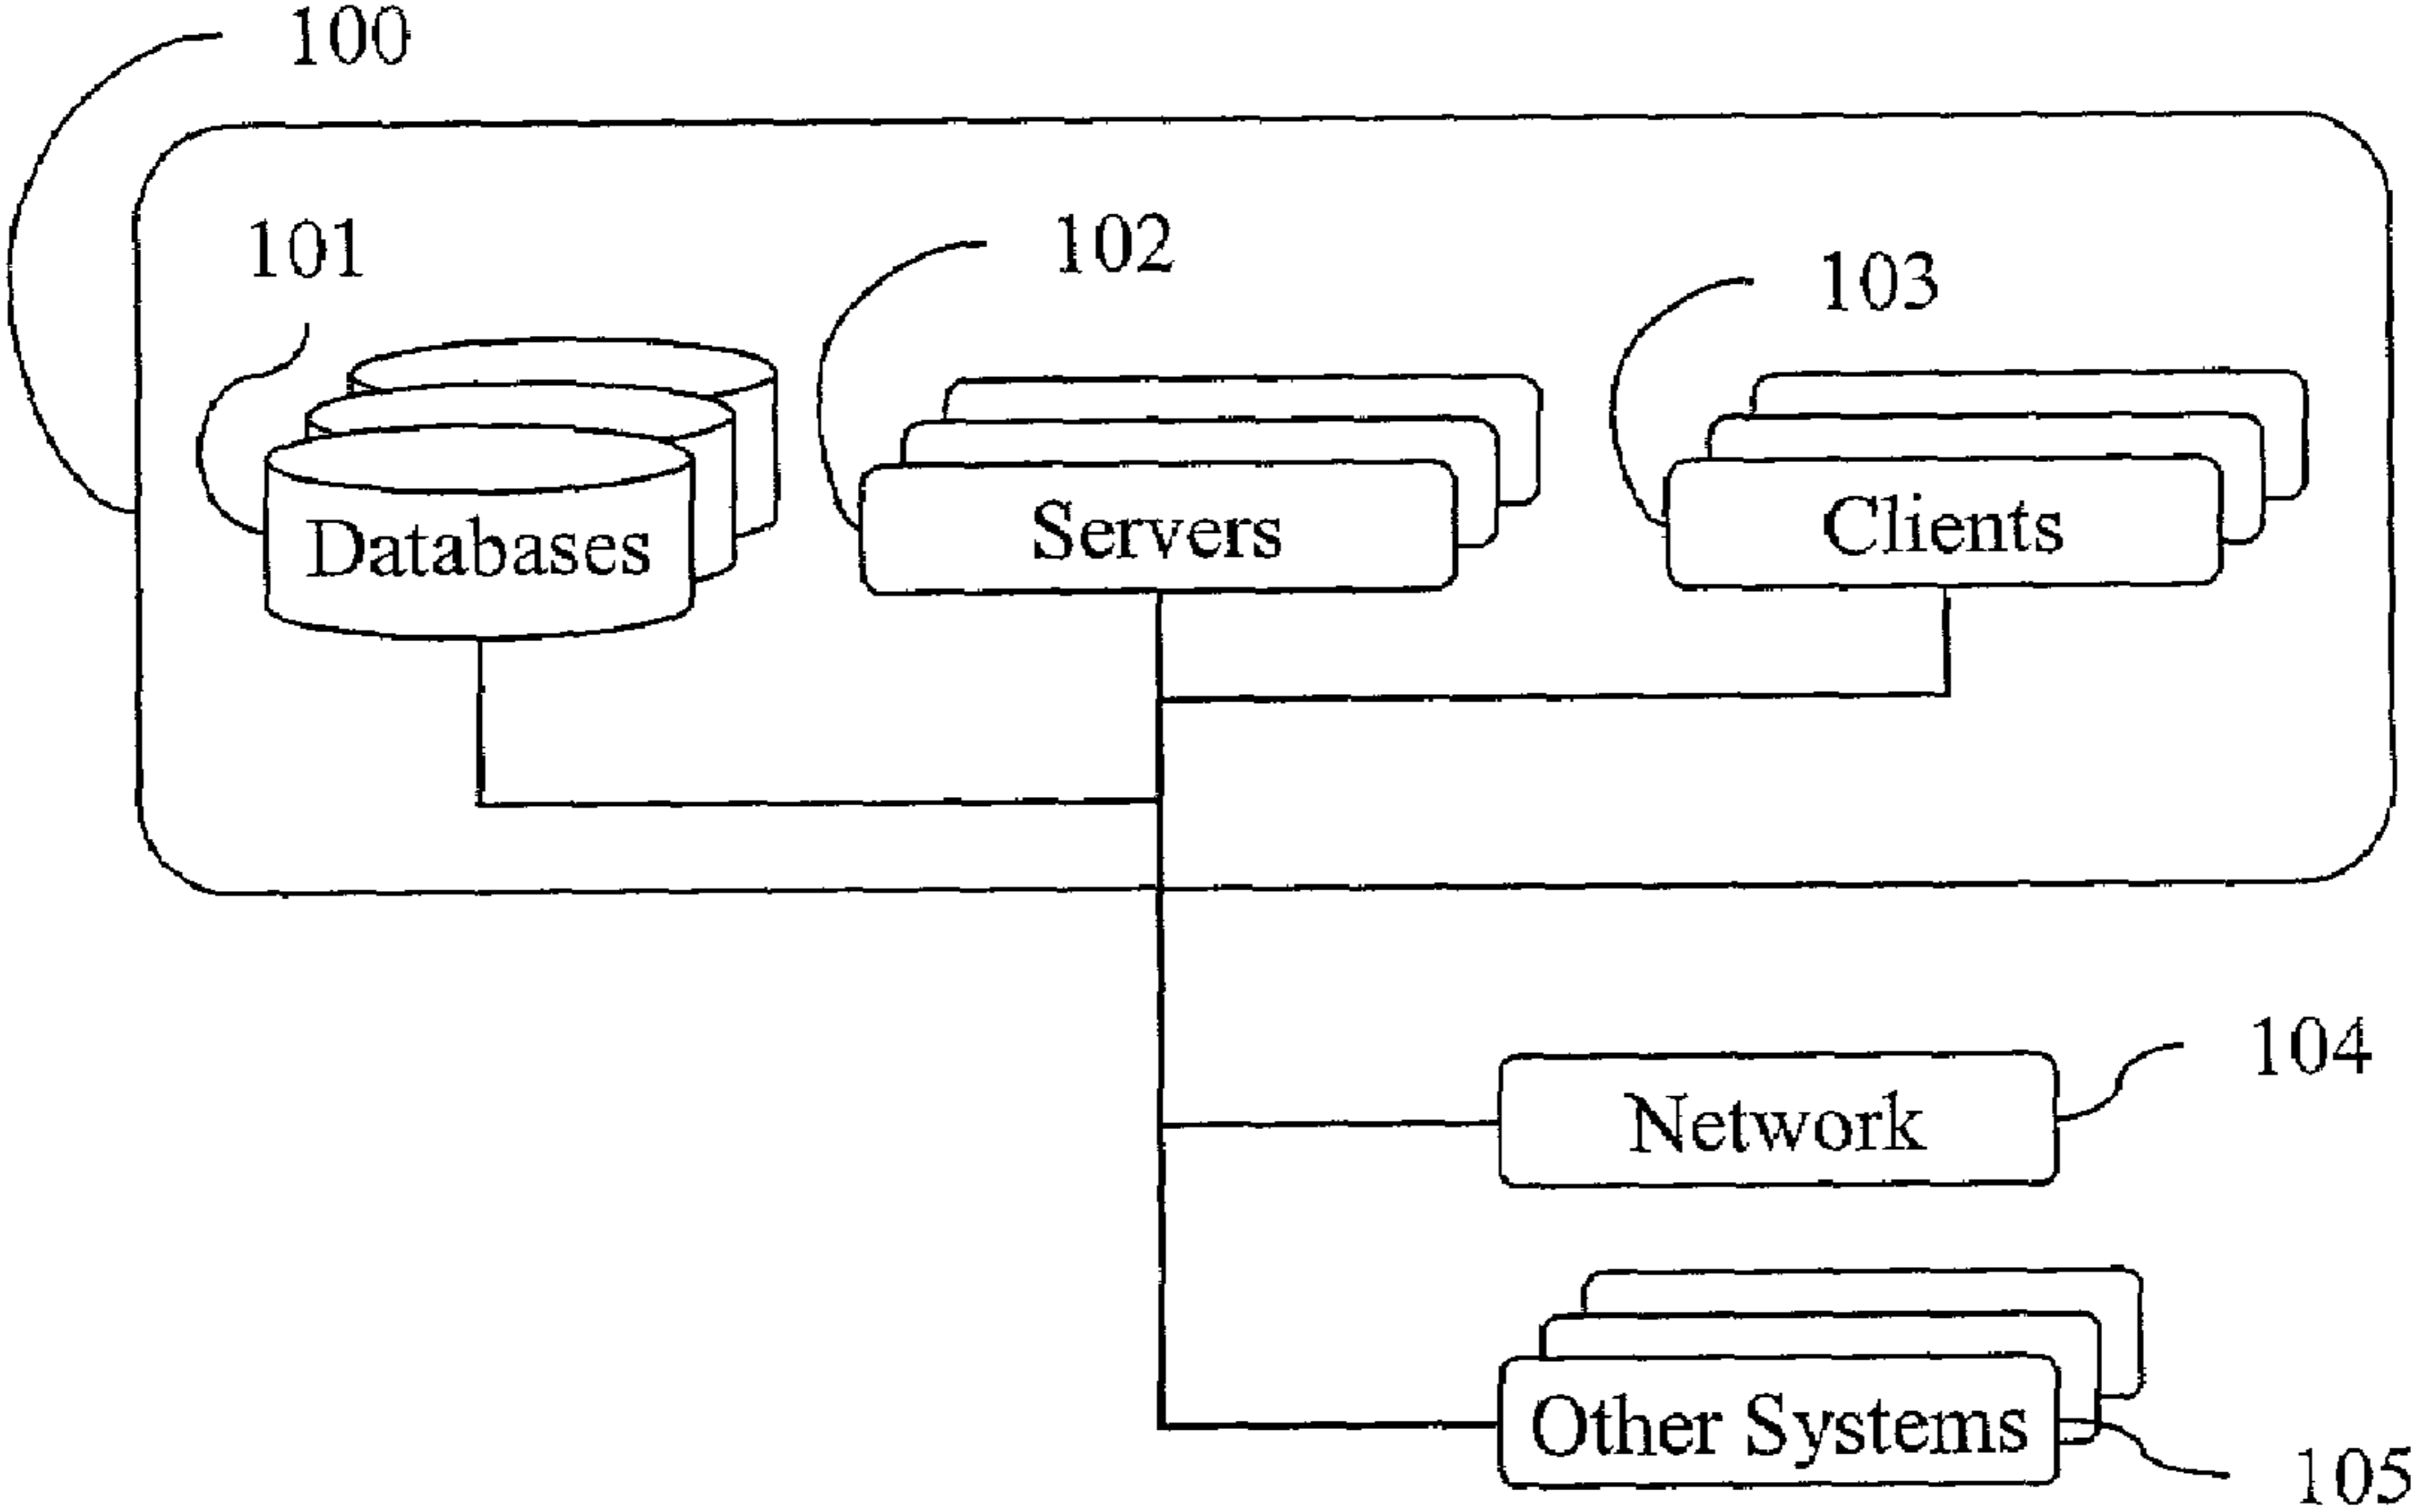 100
101
102
103
Databases
Servers
Clients
104
Network
Other Systems
105